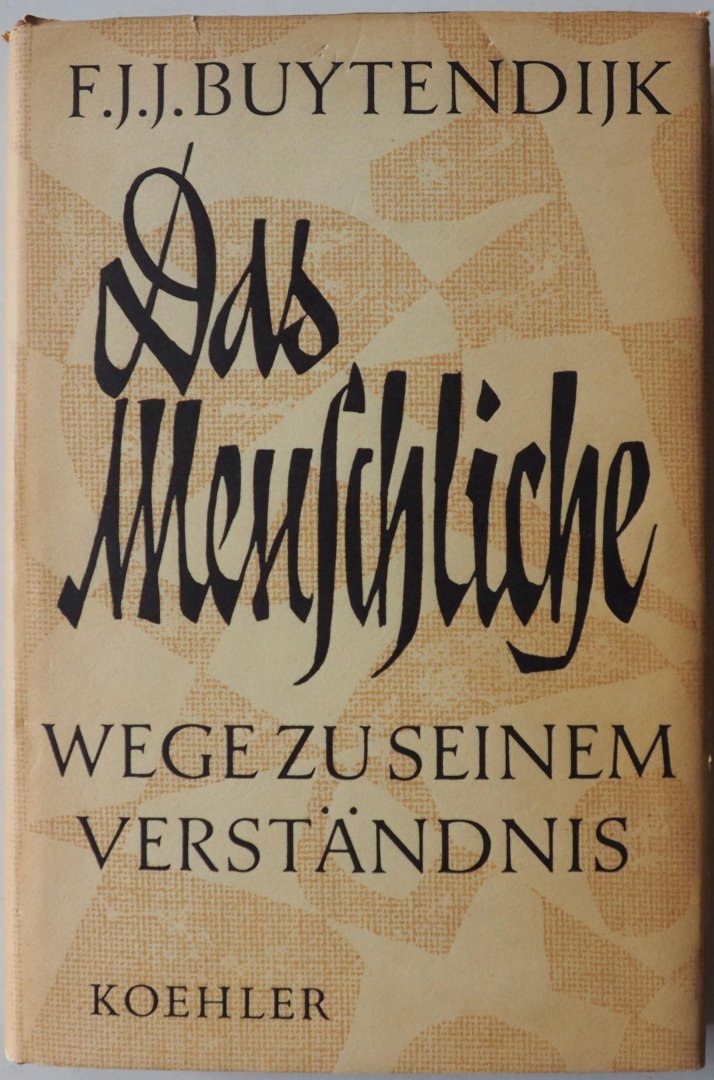 F.J.J. BUYTENDIJK
Das
Menschliche
WEGE ZU SEINEM
VERSTÄNDNIS
KOEHLER